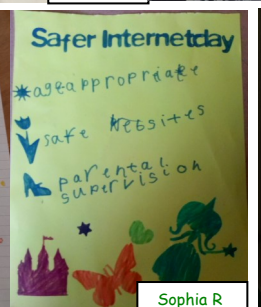 Safer Internetday
age appropriate
safe websites
parental
supervision
Sophia R